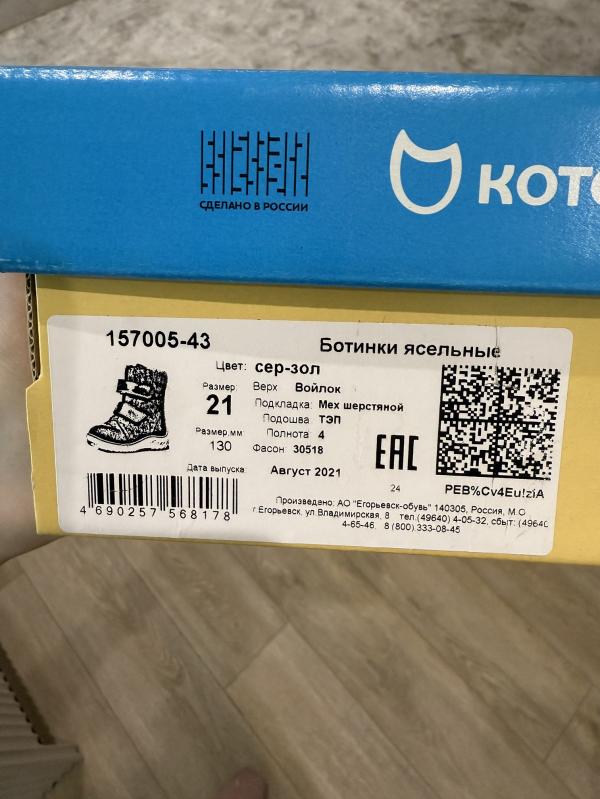 СДЕЛАНО В РОССИИ
157005-43
Ботинки ясельные
Цвет: сер-зол
Размер: 21
Верх Войлок
Подкладка: Мех шерстяной
Подошва: ТЭП
Размер,мм 130
Полнота: 4
Фасон: 30518
Дата выпуска: Август 2021
ЕАС
24
PEB%Cv4Eu!ziA
4 690257 568178
Произведено: АО "Егорьевск-обувь" 140305, Россия, М.О
г.Егорьевск, ул.Владимирская, 8 тел.(49640) 4-05-32, сбыт: (49640
4-65-46, 8 (800) 333-08-45